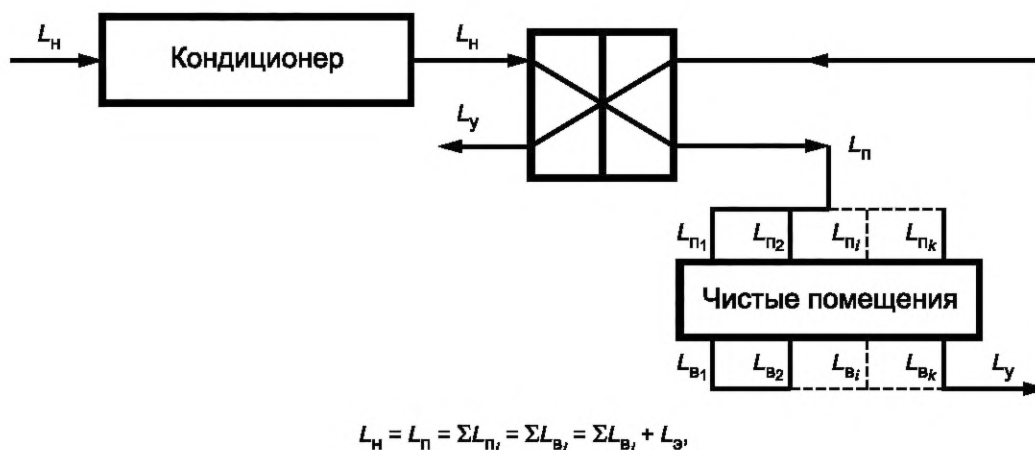 Lн Кондиционер Lн
Lу
Lп
Lп1 Lп2 Lпi Lпk
Чистые помещения
Lв1 Lв2 Lвi Lвk Lу
Lн = Lп = ΣLпi = ΣLвi = ΣLвi + Lэ,